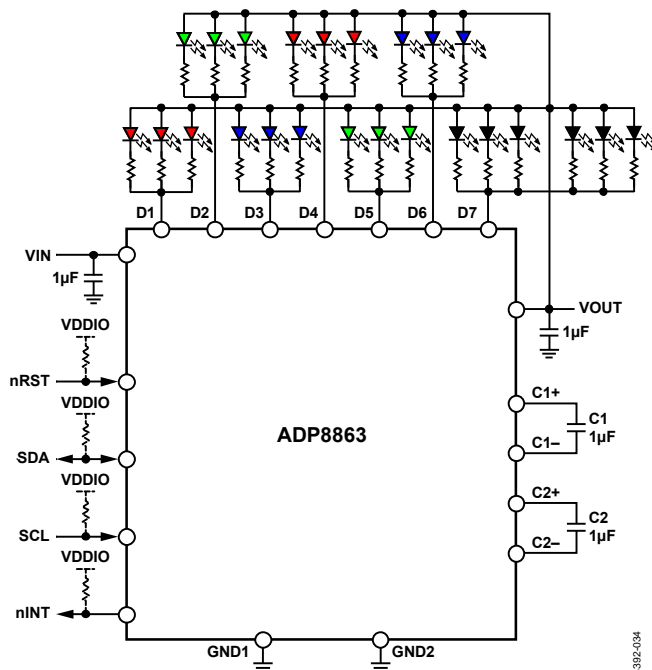 D1 D2 D3 D4 D5 D6 D7
VIN
1µF
VDDIO
nRST
VDDIO
SDA
VDDIO
SCL
VDDIO
nINT
ADP8863
VOUT
1µF
C1+
C1
1µF
C1–
C2+
C2
1µF
C2–
GND1
GND2
392-034